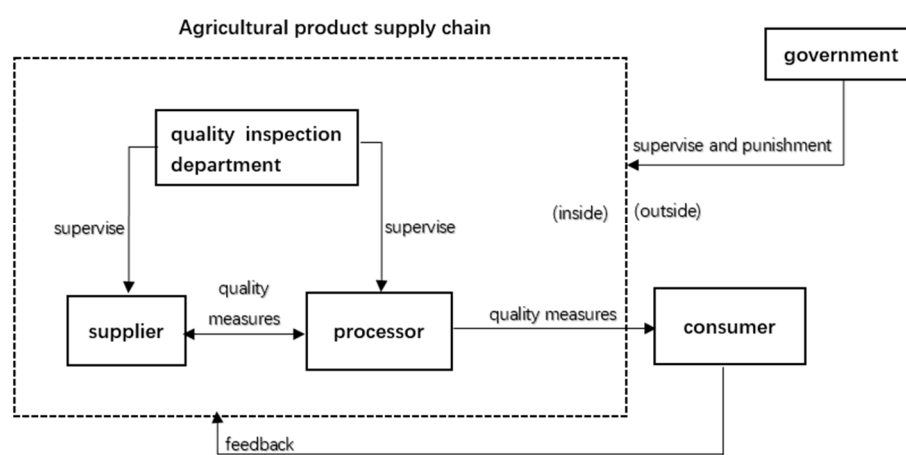 Agricultural product supply chain
government
quality inspection
department
supervise and punishment
(inside)
(outside)
supervise
supervise
quality
measures
supplier
processor
quality measures
consumer
feedback